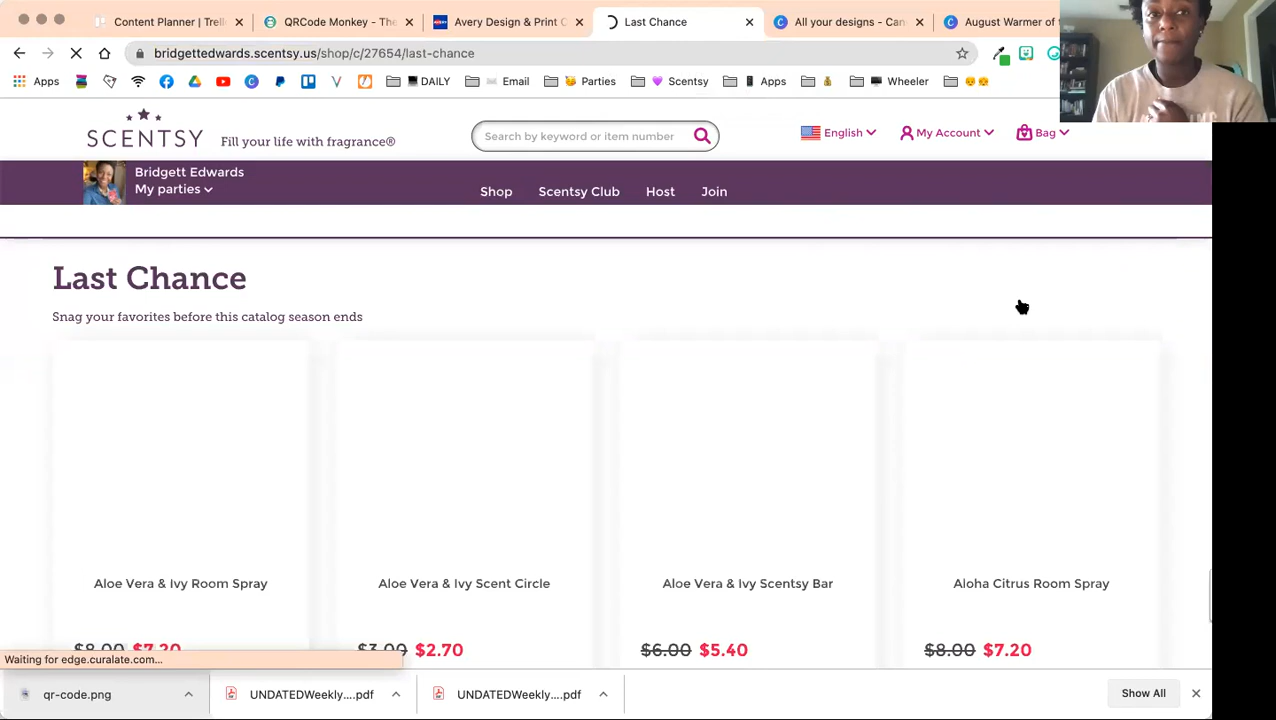 Content Planner | Trell
QRCode Monkey - The
Avery Design & Print O
Last Chance
All your designs - Can
August Warmer of t
bridgettedwards.scentsy.us/shop/c/27654/last-chance
Apps
DAILY
Email
Parties
Scentsy
Apps
Wheeler
SCENTSY
Fill your life with fragrance®
Search by keyword or item number
English
My Account
Bag
Bridgett Edwards
My parties
Shop
Scentsy Club
Host
Join
Last Chance
Snag your favorites before this catalog season ends
Aloe Vera & Ivy Room Spray
Aloe Vera & Ivy Scent Circle
Aloe Vera & Ivy Scentsy Bar
Aloha Citrus Room Spray
$8.00 $7.20
$3.00 $2.70
$6.00 $5.40
$8.00 $7.20
Waiting for edge.curalate.com...
qr-code.png
UNDATEDWeekly....pdf
UNDATEDWeekly....pdf
Show All